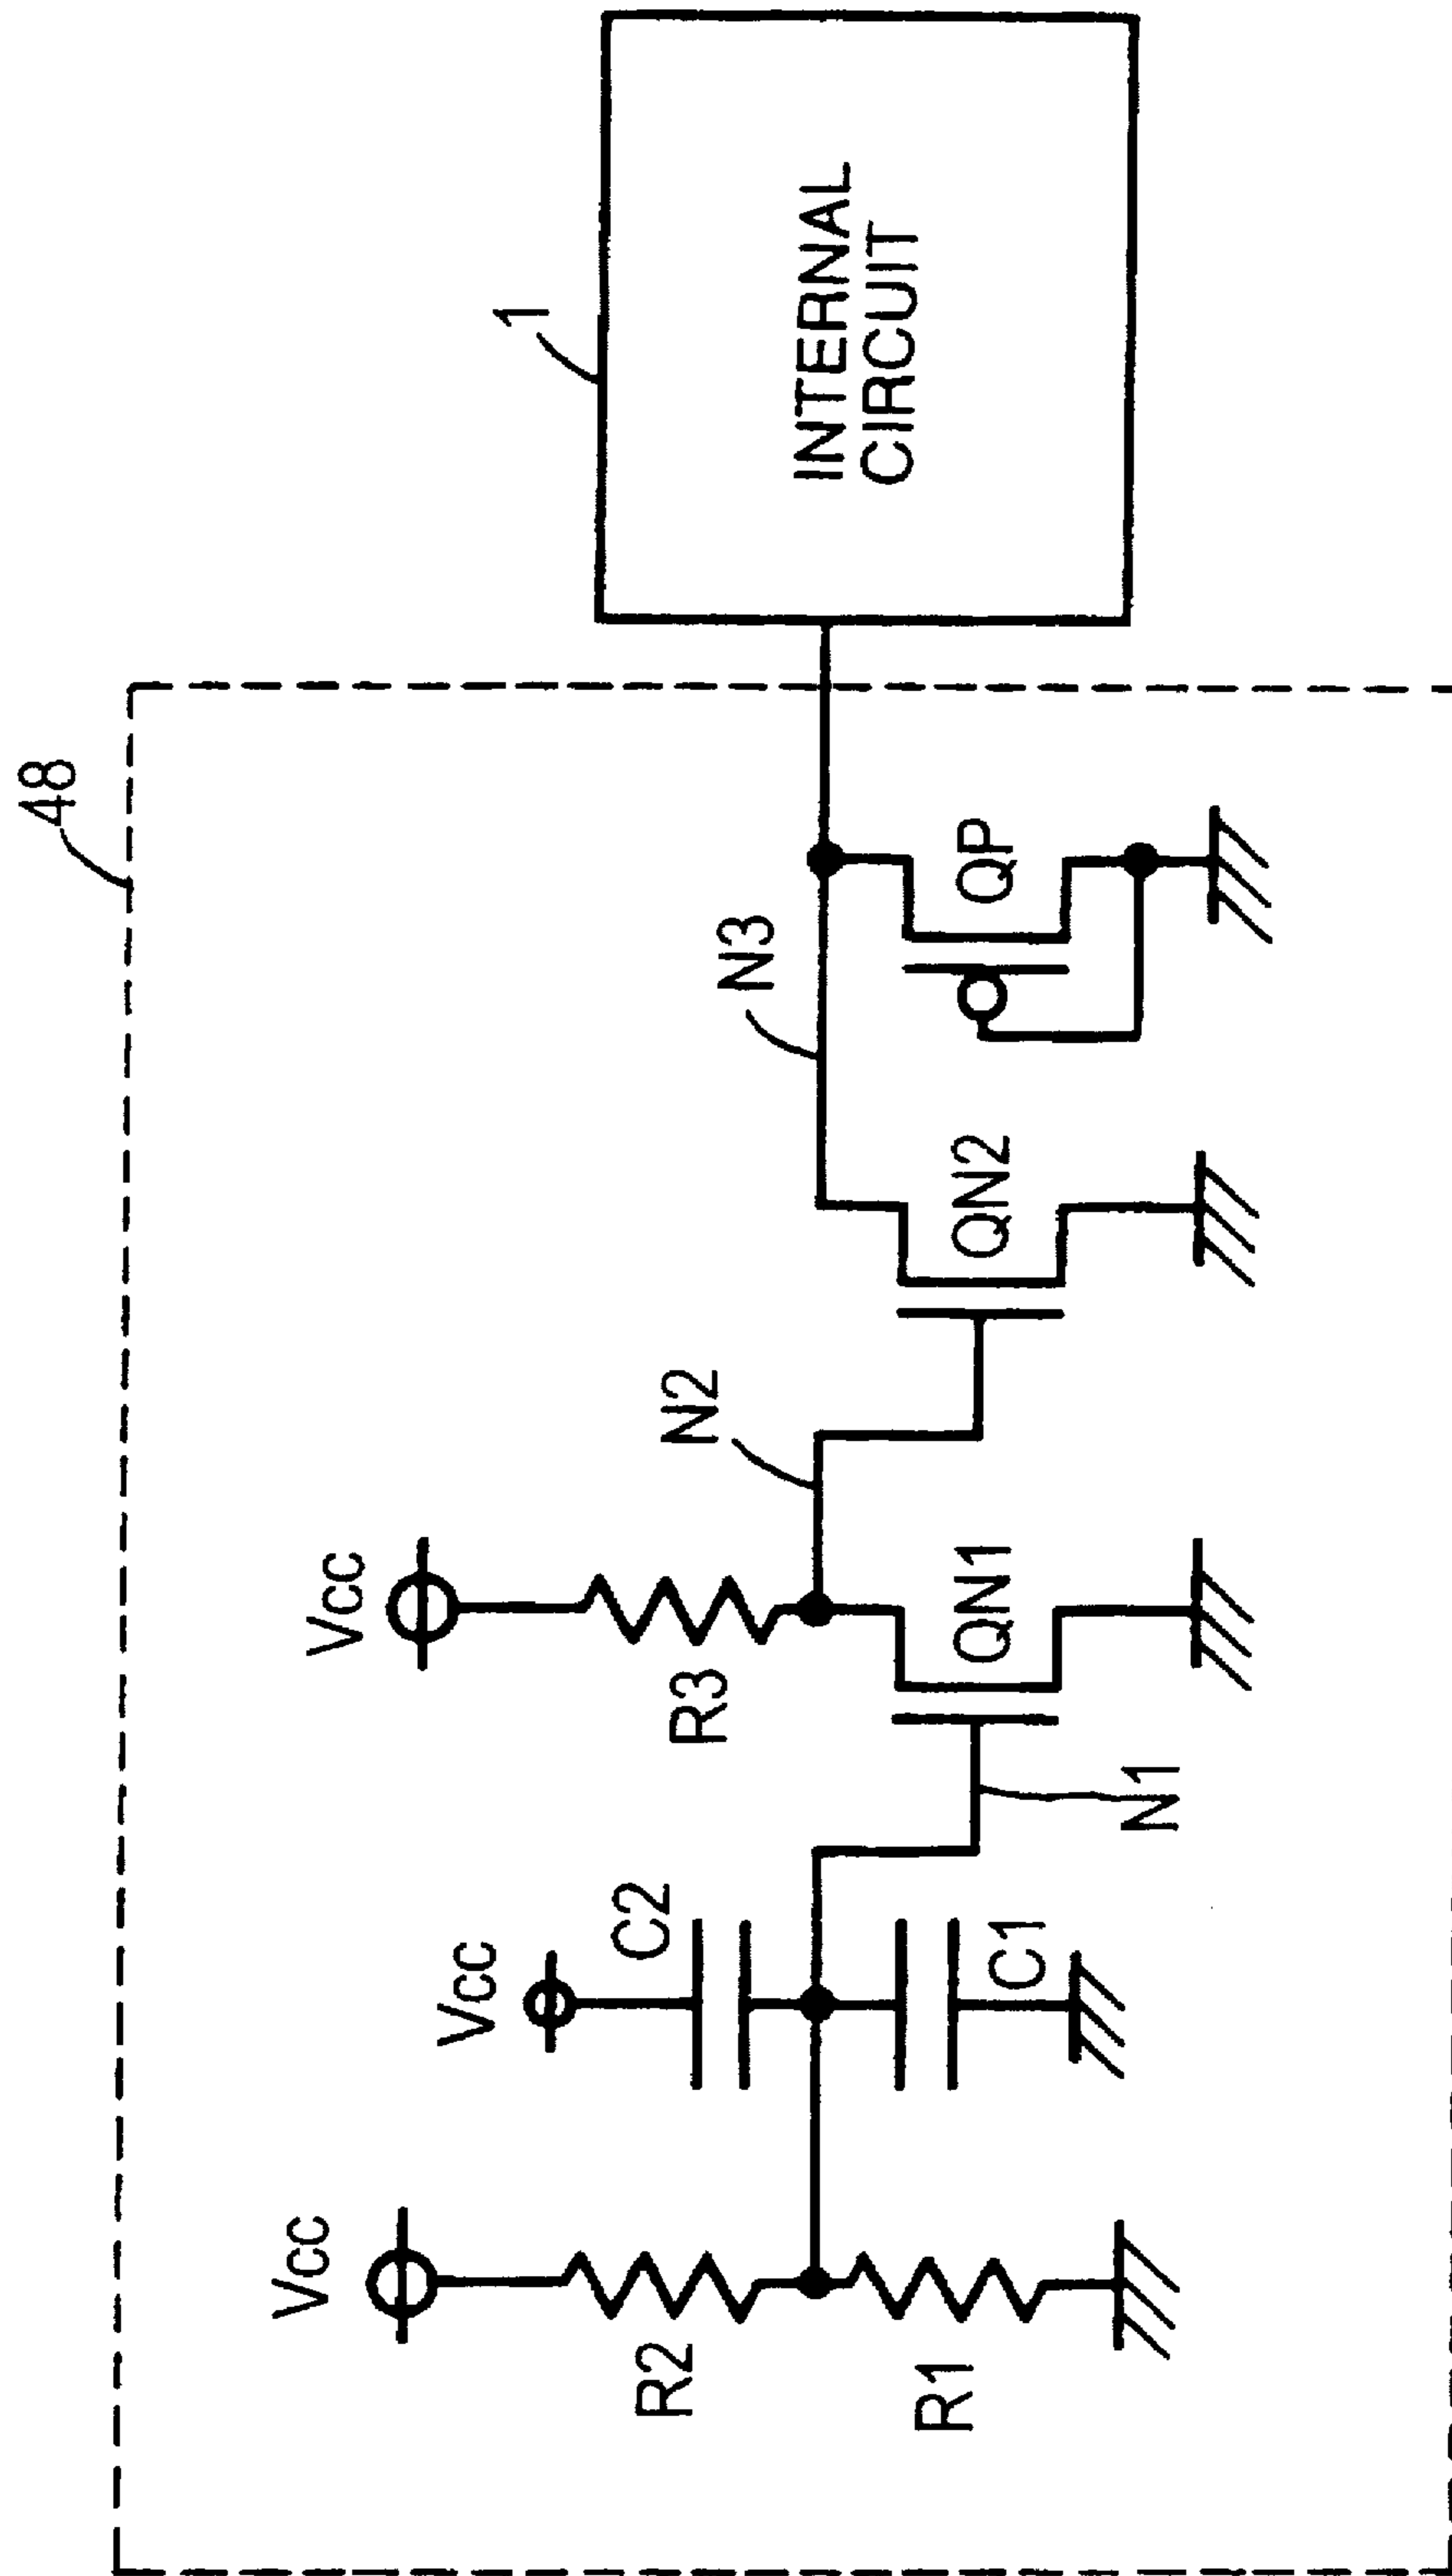 48
1
INTERNAL
CIRCUIT
Vcc
Vcc
Vcc
R2
C2
R3
N2
N3
R1
C1
N1
QN1
QN2
QP